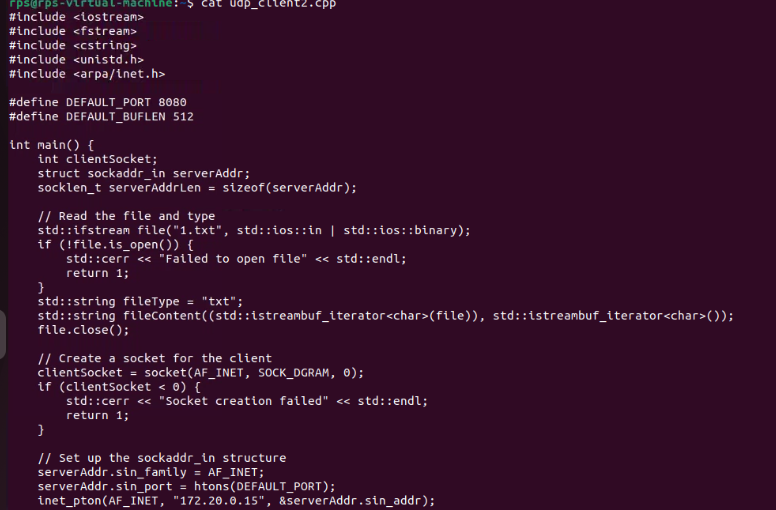 rps@rps-virtual-machine:~$ cat udp_client2.cpp
#include <iostream>
#include <fstream>
#include <cstring>
#include <unistd.h>
#include <arpa/inet.h>

#define DEFAULT_PORT 8080
#define DEFAULT_BUFLEN 512

int main() {
    int clientSocket;
    struct sockaddr_in serverAddr;
    socklen_t serverAddrLen = sizeof(serverAddr);

    // Read the file and type
    std::ifstream file("1.txt", std::ios::in | std::ios::binary);
    if (!file.is_open()) {
        std::cerr << "Failed to open file" << std::endl;
        return 1;
    }
    std::string fileType = "txt";
    std::string fileContent((std::istreambuf_iterator<char>(file)), std::istreambuf_iterator<char>());
    file.close();

    // Create a socket for the client
    clientSocket = socket(AF_INET, SOCK_DGRAM, 0);
    if (clientSocket < 0) {
        std::cerr << "Socket creation failed" << std::endl;
        return 1;
    }

    // Set up the sockaddr_in structure
    serverAddr.sin_family = AF_INET;
    serverAddr.sin_port = htons(DEFAULT_PORT);
    inet_pton(AF_INET, "172.20.0.15", &serverAddr.sin_addr);